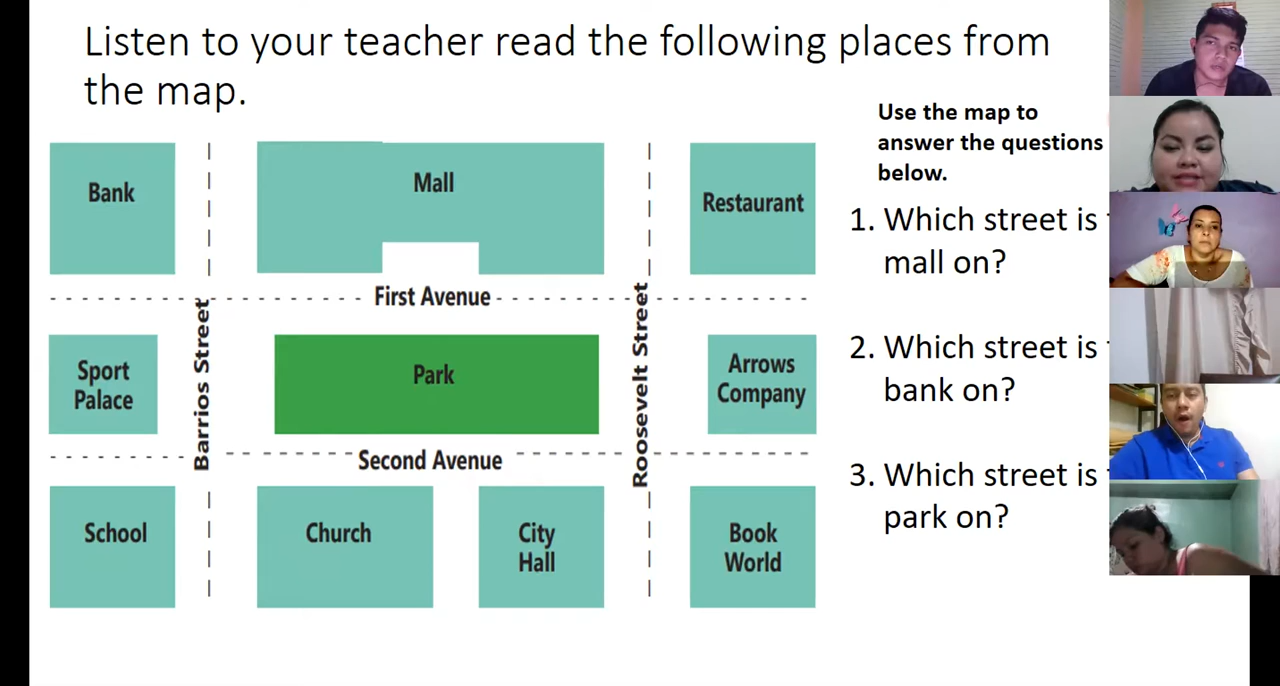 Listen to your teacher read the following places from
the map.
Use the map to
answer the questions
below.
1. Which street is
mall on?
2. Which street is
bank on?
3. Which street is
park on?
Bank
Mall
Restaurant
First Avenue
Barrios Street
Roosevelt Street
Sport
Palace
Park
Arrows
Company
Second Avenue
School
Church
City
Hall
Book
World